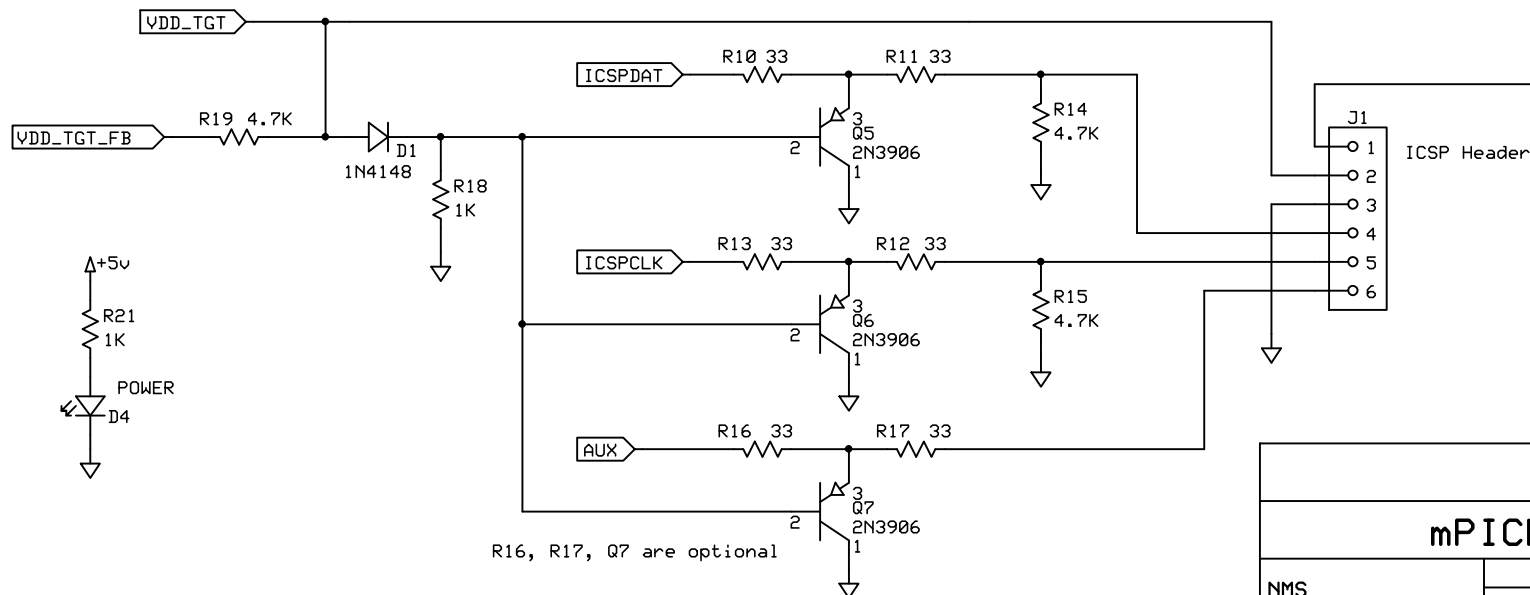 VDD_TGT
R10 33
R11 33
ICSPDAT
R14
4.7K
J1
R19 4.7K
VDD_TGT_FB
3
Q5
2N3906
2
1
D1
1N4148
R18
1K
1
2
3
4
5
6
ICSP Header
R13 33
R12 33
ICSPCLK
+5v
R21
1K
R15
4.7K
3
Q6
2N3906
2
1
POWER
D4
R16 33
R17 33
AUX
3
Q7
2N3906
2
1
R16, R17, Q7 are optional
NMS